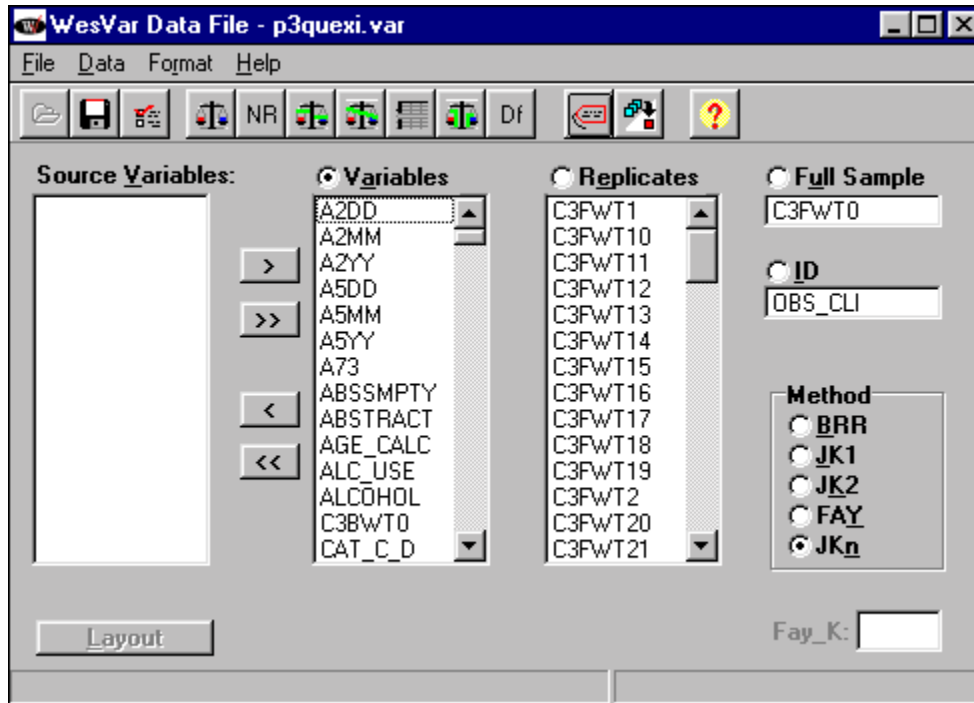 WesVar Data File - p3quexi.var
File Data Format Help
NR Df ?
Source Variables:
> 
>>
<
<<
Layout
Variables
A2DD
A2MM
A2YY
A5DD
A5MM
A5YY
A73
ABSSMPTY
ABSTRACT
AGE_CALC
ALC_USE
ALCOHOL
C3BWT0
CAT_C_D
Replicates
C3FWT1
C3FWT10
C3FWT11
C3FWT12
C3FWT13
C3FWT14
C3FWT15
C3FWT16
C3FWT17
C3FWT18
C3FWT19
C3FWT2
C3FWT20
C3FWT21
Full Sample
C3FWT0
ID
OBS_CLI
Method
BRR
JK1
JK2
FAY
JKn
Fay_K: